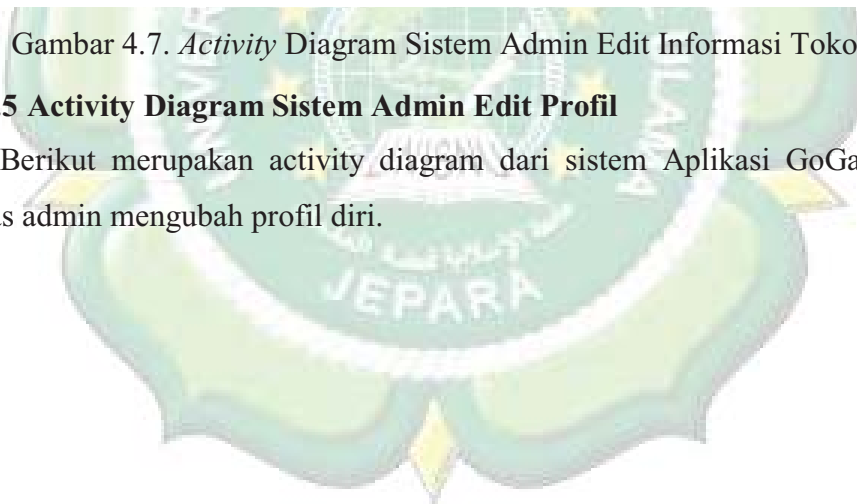 Gambar 4.7. Activity Diagram Sistem Admin Edit Informasi Toko
5 Activity Diagram Sistem Admin Edit Profil
Berikut merupakan activity diagram dari sistem Aplikasi GoGa
s admin mengubah profil diri.
JEPARA